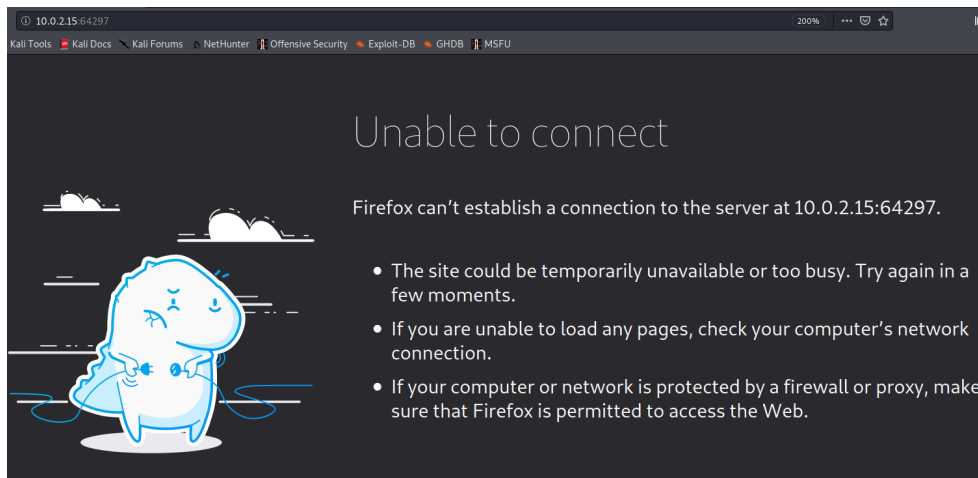 10.0.2.15:64297 200%
Kali Tools Kali Docs Kali Forums NetHunter Offensive Security Exploit-DB GHDB MSFU
Unable to connect
Firefox can’t establish a connection to the server at 10.0.2.15:64297.
The site could be temporarily unavailable or too busy. Try again in a
few moments.
If you are unable to load any pages, check your computer’s network
connection.
If your computer or network is protected by a firewall or proxy, make
sure that Firefox is permitted to access the Web.